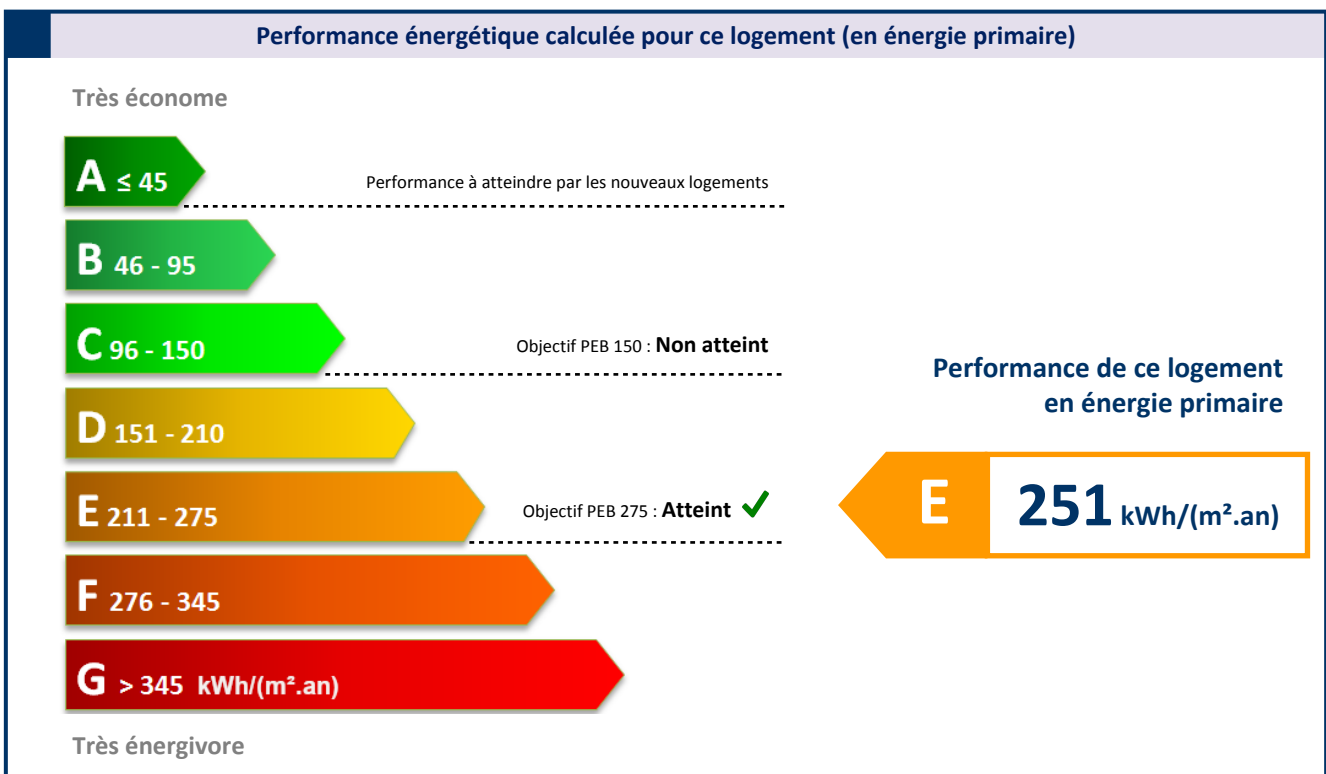 Performance énergétique calculée pour ce logement (en énergie primaire)
Très économe
A ≤ 45
Performance à atteindre par les nouveaux logements
B 46 - 95
C 96 - 150
Objectif PEB 150 : Non atteint
Performance de ce logement
en énergie primaire
D 151 - 210
E 211 - 275
Objectif PEB 275 : Atteint ✓
E
251 kWh/(m².an)
F 276 - 345
G > 345 kWh/(m².an)
Très énergivore